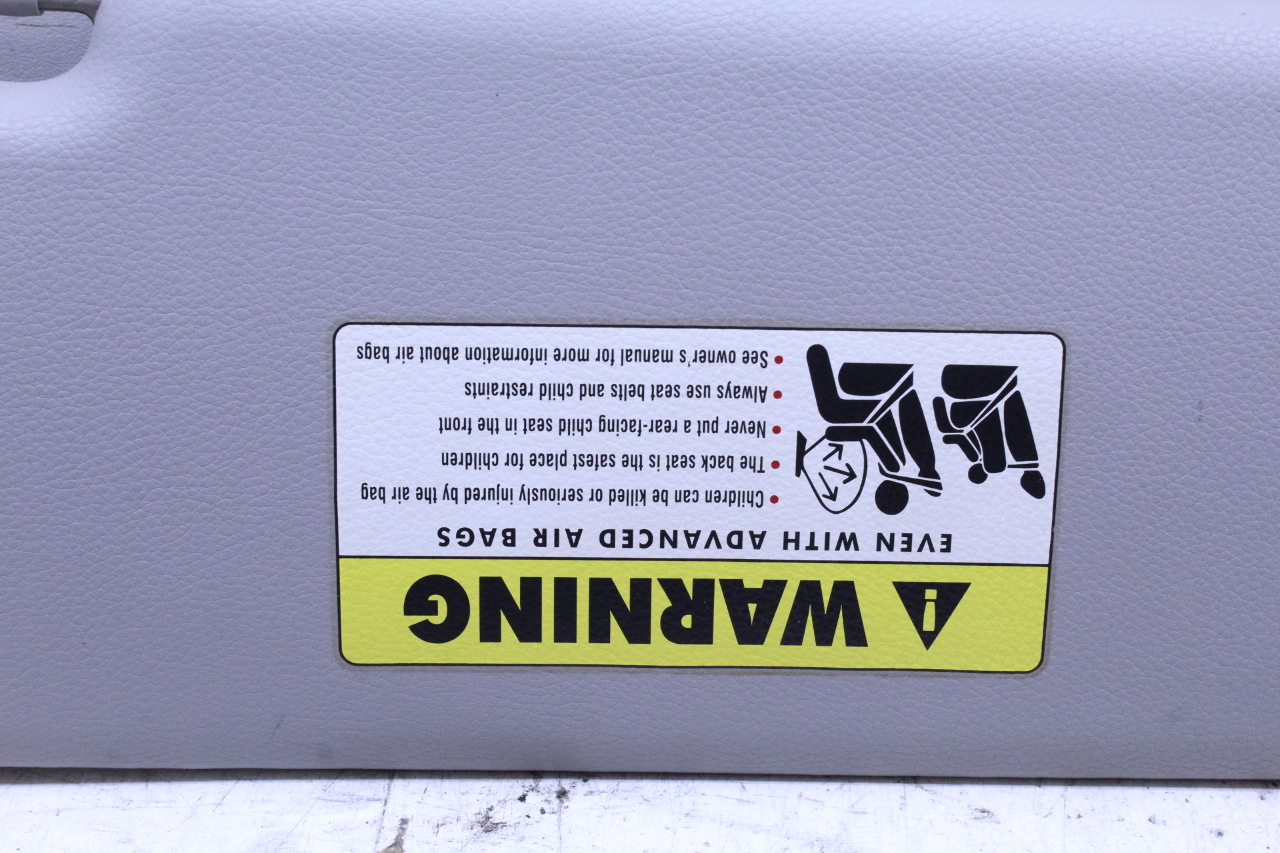 WARNING
EVEN WITH ADVANCED AIR BAGS
• Children can be killed or seriously injured by the air bag
• The back seat is the safest place for children
• Never put a rear-facing child seat in the front
• Always use seat belts and child restraints
• See owner's manual for more information about air bags